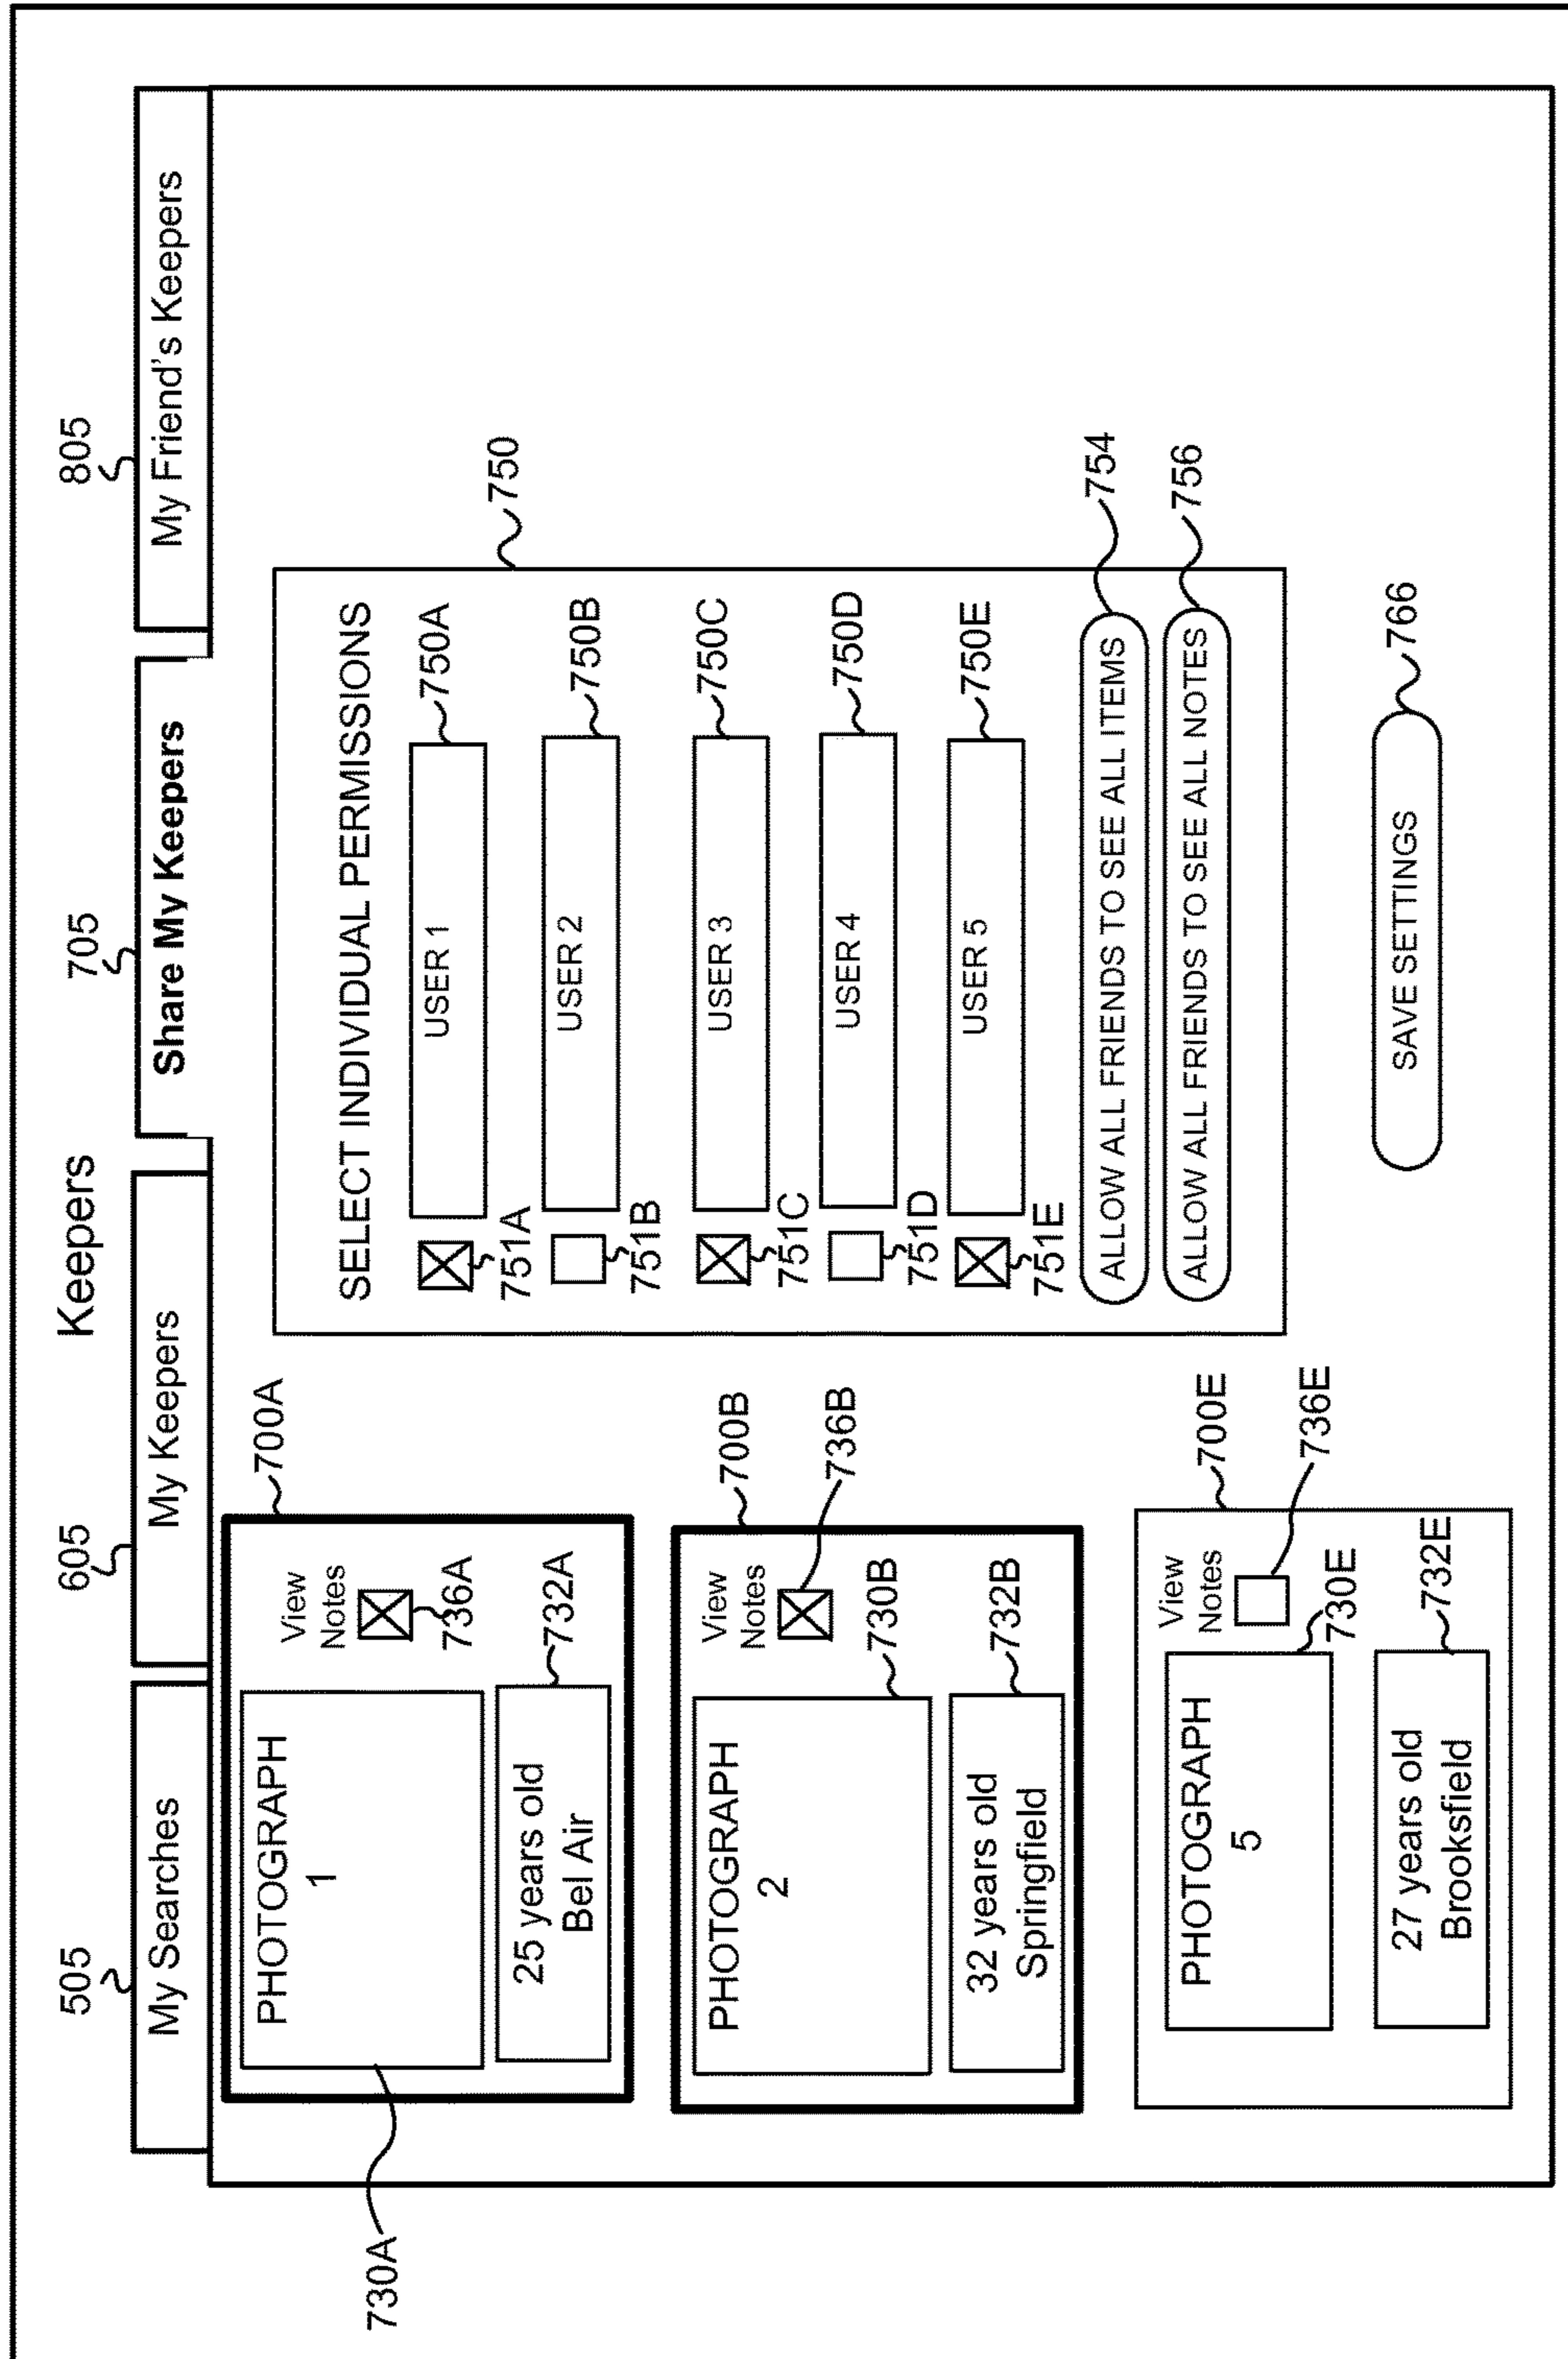 Keepers
505
605
705
805
My Searches
My Keepers
Share My Keepers
My Friend's Keepers
700A
PHOTOGRAPH
1
View
Notes
736A
730A
25 years old
Bel Air
732A
700B
PHOTOGRAPH
2
View
Notes
736B
730B
32 years old
Springfield
732B
700E
PHOTOGRAPH
5
View
Notes
736E
730E
27 years old
Brooksfield
732E
750
SELECT INDIVIDUAL PERMISSIONS
USER 1
750A
751A
USER 2
750B
751B
USER 3
750C
751C
USER 4
750D
751D
USER 5
750E
751E
ALLOW ALL FRIENDS TO SEE ALL ITEMS
754
ALLOW ALL FRIENDS TO SEE ALL NOTES
756
SAVE SETTINGS
766